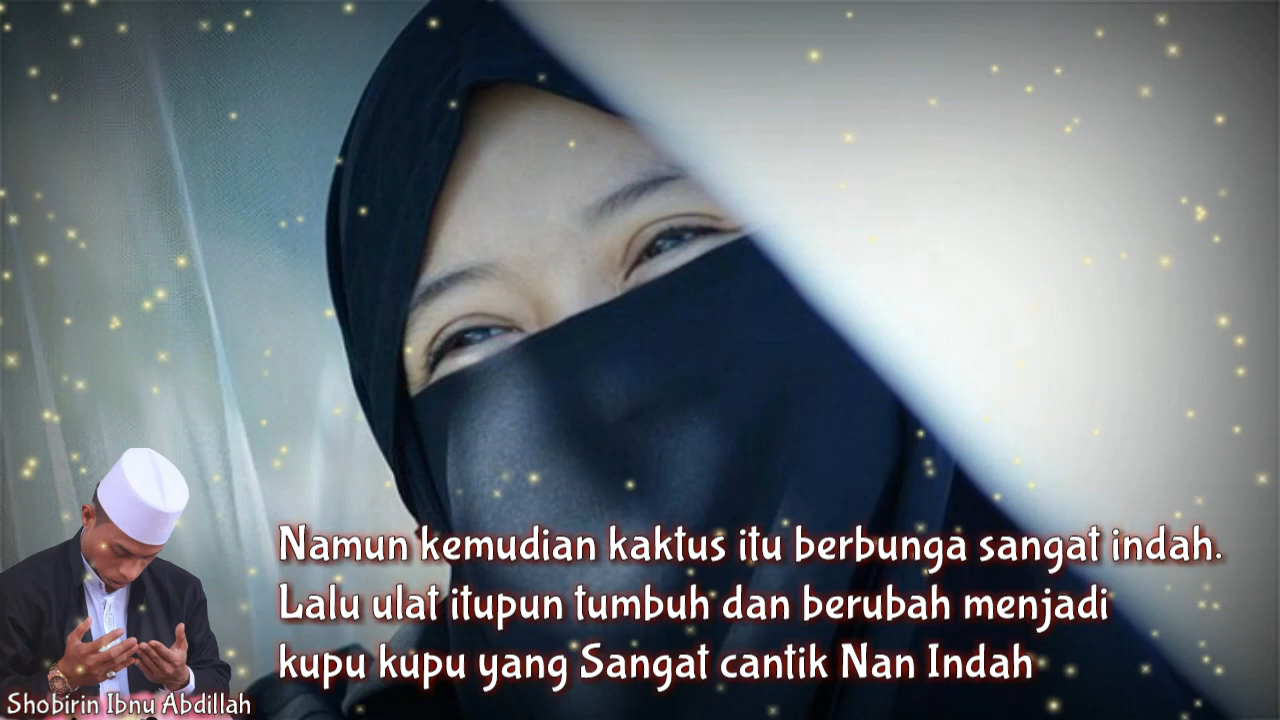 Namun kemudian kaktus itu berbunga sangat indah.
Lalu ulat itupun tumbuh dan berubah menjadi
kupu kupu yang Sangat cantik Nan Indah
Shobirin Ibnu Abdillah